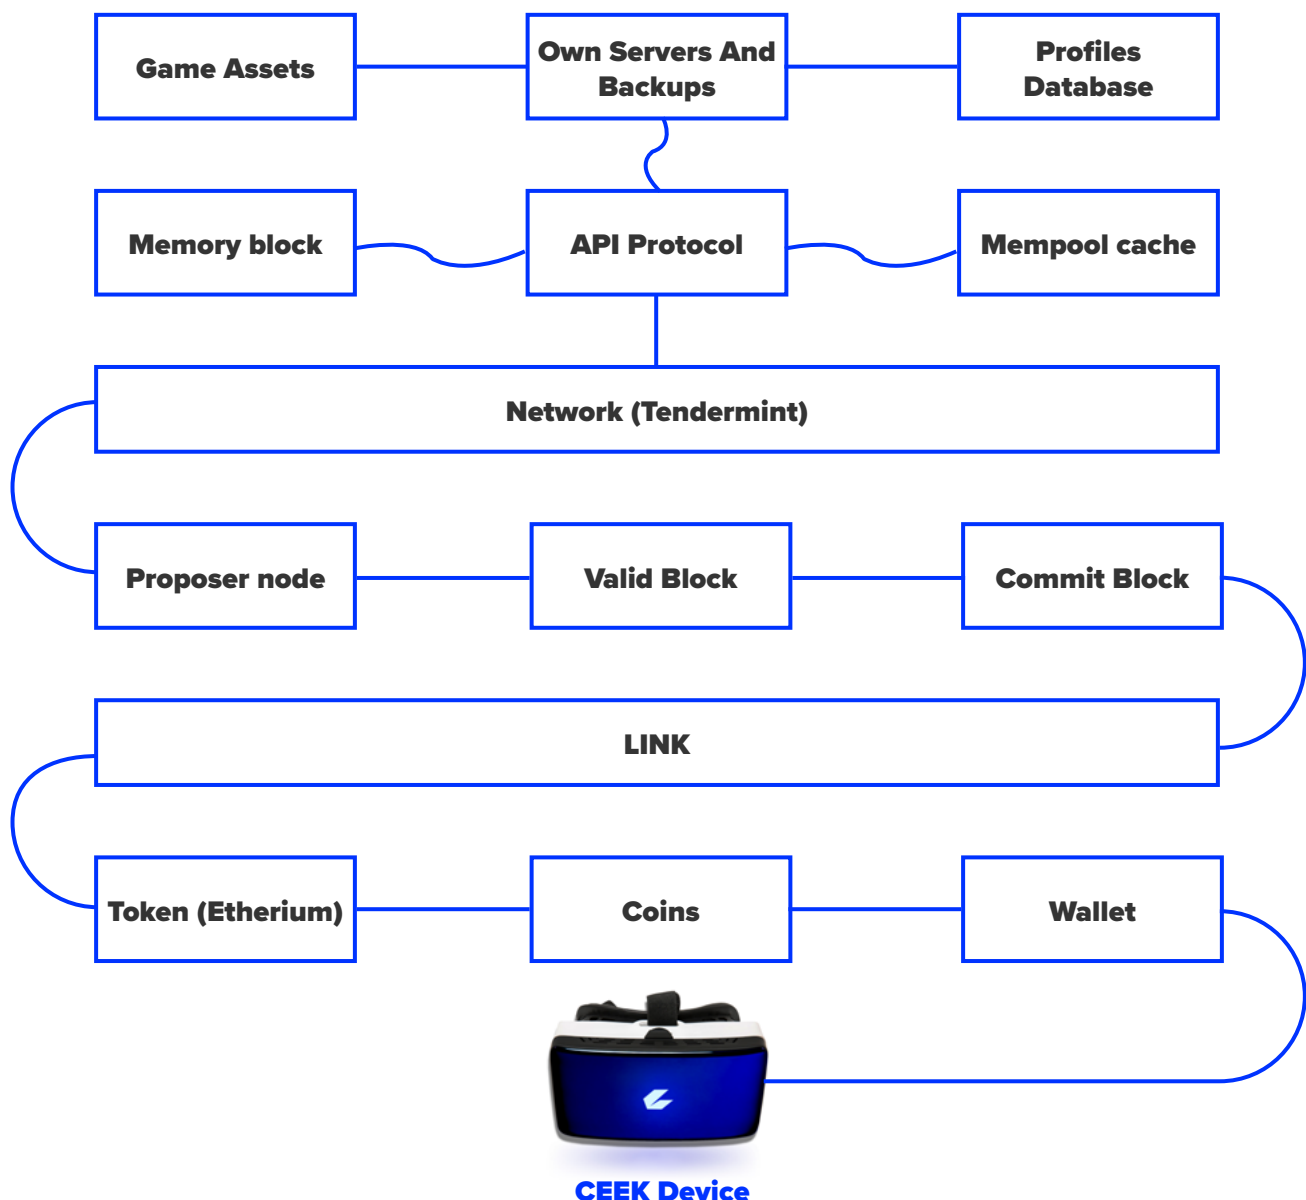 Game Assets
Own Servers And
Backups
Profiles
Database
Memory block
API Protocol
Mempool cache
Network (Tendermint)
Proposer node
Valid Block
Commit Block
LINK
Token (Etherium)
Coins
Wallet
CEEK Device